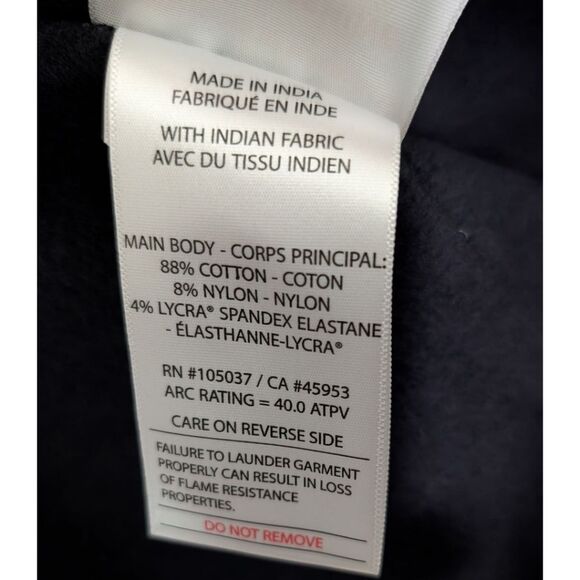 MADE IN INDIA
FABRIQUÉ EN INDE
WITH INDIAN FABRIC
AVEC DU TISSU INDIEN
MAIN BODY - CORPS PRINCIPAL:
88% COTTON - COTON
8% NYLON - NYLON
4% LYCRA® SPANDEX ELASTANE
- ÉLASTHANNE-LYCRA®
RN #105037 / CA #45953
ARC RATING = 40.0 ATPV
CARE ON REVERSE SIDE
FAILURE TO LAUNDER GARMENT
PROPERLY CAN RESULT IN LOSS
OF FLAME RESISTANCE
PROPERTIES.
DO NOT REMOVE